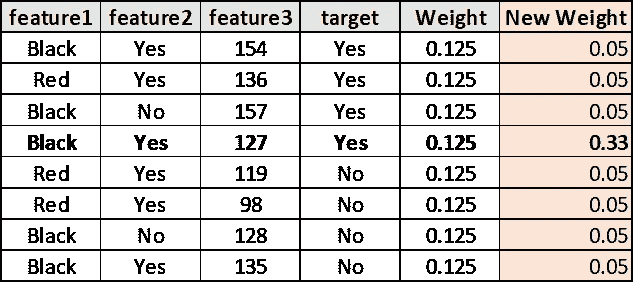 feature1 feature2 feature3 target Weight New Weight
Black Yes 154 Yes 0.125 0.05
Red Yes 136 Yes 0.125 0.05
Black No 157 Yes 0.125 0.05
Black Yes 127 Yes 0.125 0.33
Red Yes 119 No 0.125 0.05
Red Yes 98 No 0.125 0.05
Black No 128 No 0.125 0.05
Black Yes 135 No 0.125 0.05